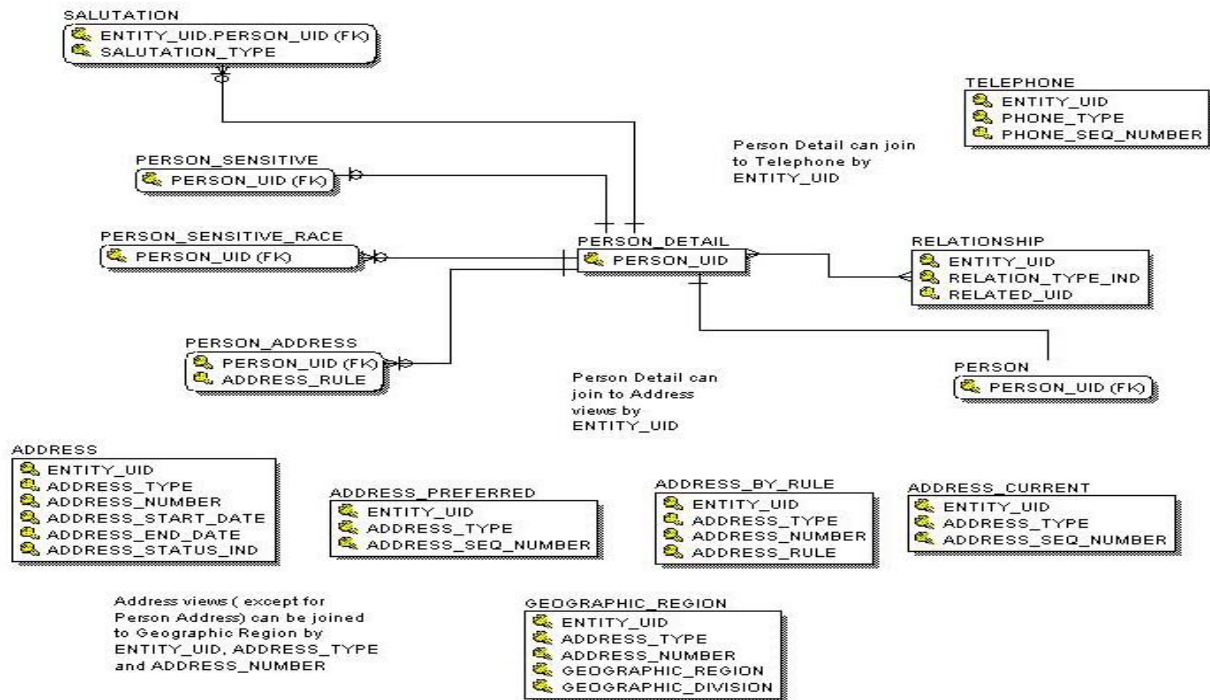 SALUTATION
ENTITY_UID.PERSON_UID (FK)
SALUTATION_TYPE
TELEPHONE
ENTITY_UID
PHONE_TYPE
PHONE_SEQ_NUMBER
Person Detail can join
to Telephone by
ENTITY_UID
PERSON_SENSITIVE
PERSON_UID (FK)
PERSON_SENSITIVE_RACE
PERSON_UID (FK)
PERSON_DETAIL
PERSON_UID
RELATIONSHIP
ENTITY_UID
RELATION_TYPE_IND
RELATED_UID
PERSON_ADDRESS
PERSON_UID (FK)
ADDRESS_RULE
PERSON
PERSON_UID (FK)
Person Detail can
join to Address
views by
ENTITY_UID
ADDRESS
ENTITY_UID
ADDRESS_TYPE
ADDRESS_NUMBER
ADDRESS_START_DATE
ADDRESS_END_DATE
ADDRESS_STATUS_IND
ADDRESS_PREFERRED
ENTITY_UID
ADDRESS_TYPE
ADDRESS_SEQ_NUMBER
ADDRESS_BY_RULE
ENTITY_UID
ADDRESS_TYPE
ADDRESS_NUMBER
ADDRESS_RULE
ADDRESS_CURRENT
ENTITY_UID
ADDRESS_TYPE
ADDRESS_SEQ_NUMBER
Address views ( except for
Person Address) can be joined
to Geographic Region by
ENTITY_UID, ADDRESS_TYPE
and ADDRESS_NUMBER
GEOGRAPHIC_REGION
ENTITY_UID
ADDRESS_TYPE
ADDRESS_NUMBER
GEOGRAPHIC_REGION
GEOGRAPHIC_DIVISION